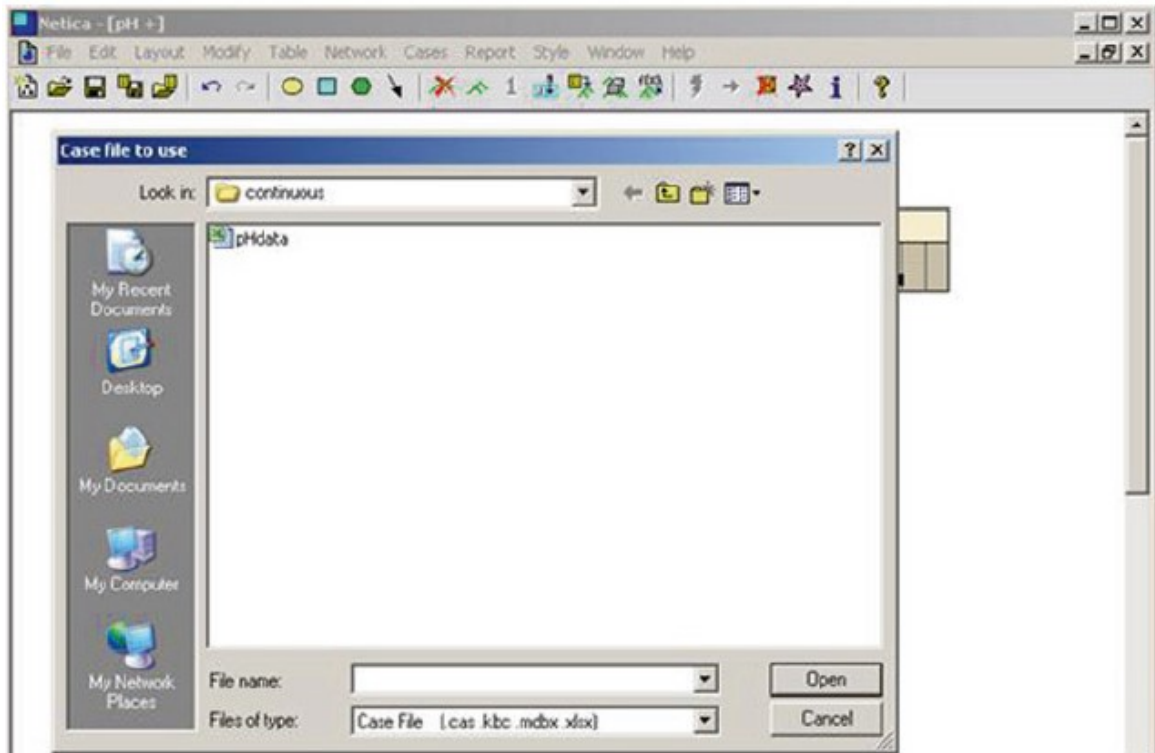 Netica - [pH +]
File Edit Layout Modify Table Network Cases Report Style Window Help
1
Case file to use
Look in: continuous
pHdata
My Recent
Documents
Desktop
My Documents
My Computer
My Network
Places
File name:
Open
Files of type: Case File (.cas .kbc .mdbx .xlsx)
Cancel